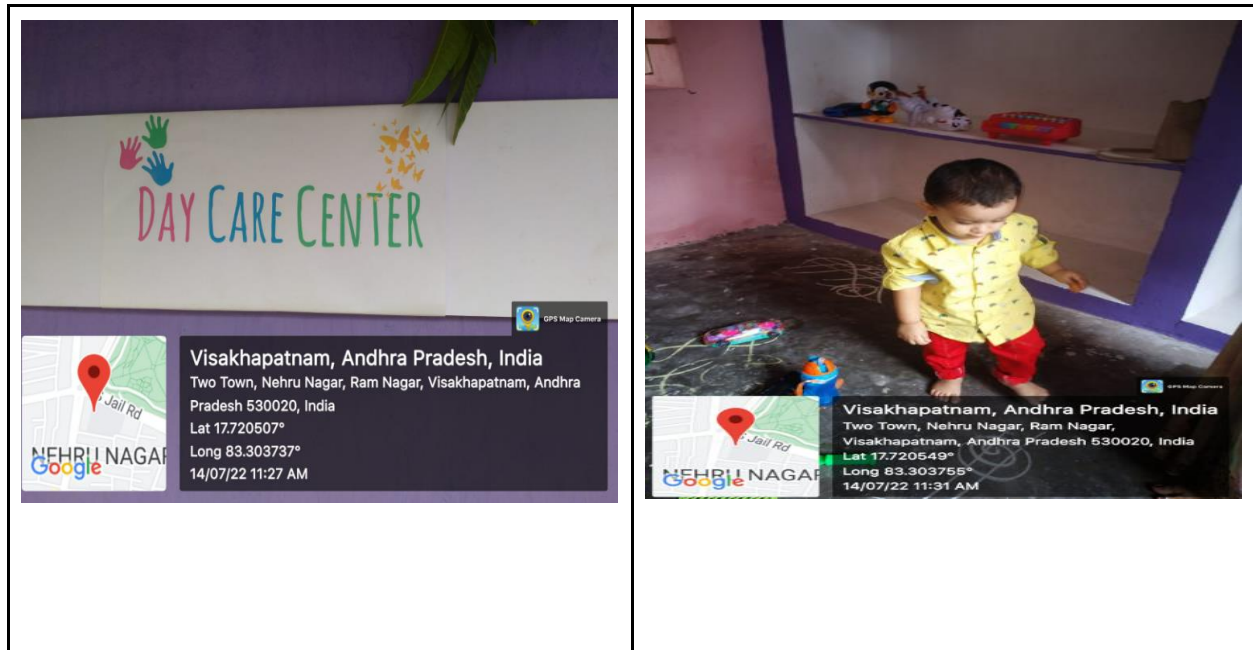 DAY CARE CENTER
GPS Map Camera
Visakhapatnam, Andhra Pradesh, India
Two Town, Nehru Nagar, Ram Nagar, Visakhapatnam, Andhra
Pradesh 530020, India
Lat 17.720507°
Long 83.303737°
14/07/22 11:27 AM
Jail Rd
NEHRU NAGAR
Google
GPS Map Camera
Visakhapatnam, Andhra Pradesh, India
Two Town, Nehru Nagar, Ram Nagar,
Visakhapatnam, Andhra Pradesh 530020, India
Lat 17.720549°
Long 83.303755°
14/07/22 11:31 AM
Jail Rd
NEHRU NAGA
Google